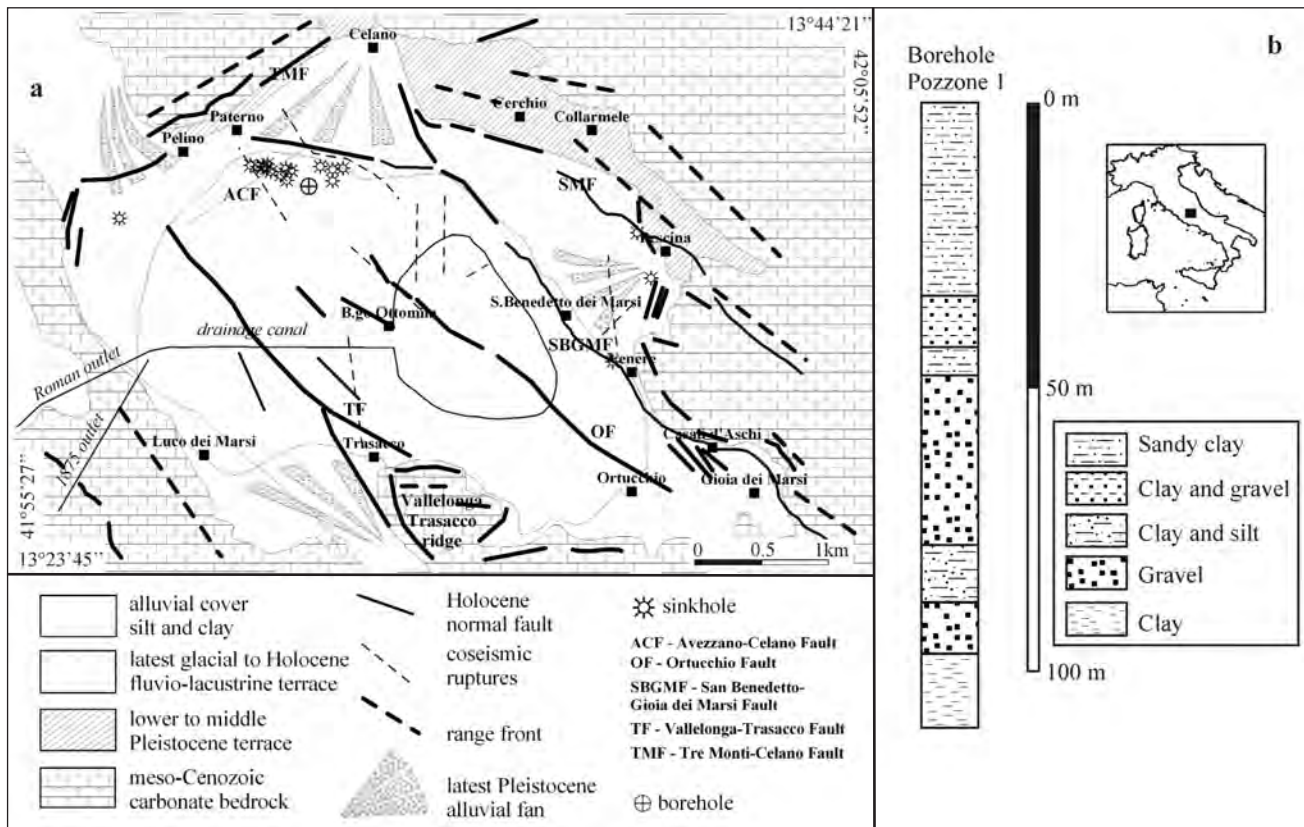 a
13°44'21''
42°05'52''
Celano
TMF
Paterno
Pelino
Cerchio
Collarmele
ACF
SMF
Pescina
S.Benedetto dei Marsi
B.go Ottomila
drainage canal
SBGMF
Venere
Roman outlet
1875 outlet
Luco dei Marsi
TF
Trasacco
OF
Casali d'Aschi
Ortucchio
Gioia dei Marsi
Vallelonga
Trasacco
ridge
41°55'27''
13°23'45''
0 0.5 1km
alluvial cover
silt and clay
latest glacial to Holocene
fluvio-lacustrine terrace
lower to middle
Pleistocene terrace
meso-Cenozoic
carbonate bedrock
Holocene
normal fault
coseismic
ruptures
range front
latest Pleistocene
alluvial fan
sinkhole
ACF - Avezzano-Celano Fault
OF - Ortucchio Fault
SBGMF - San Benedetto-
Gioia dei Marsi Fault
TF - Vallelonga-Trasacco Fault
TMF - Tre Monti-Celano Fault
borehole
b
Borehole
Pozzone 1
0 m
50 m
100 m
Sandy clay
Clay and gravel
Clay and silt
Gravel
Clay